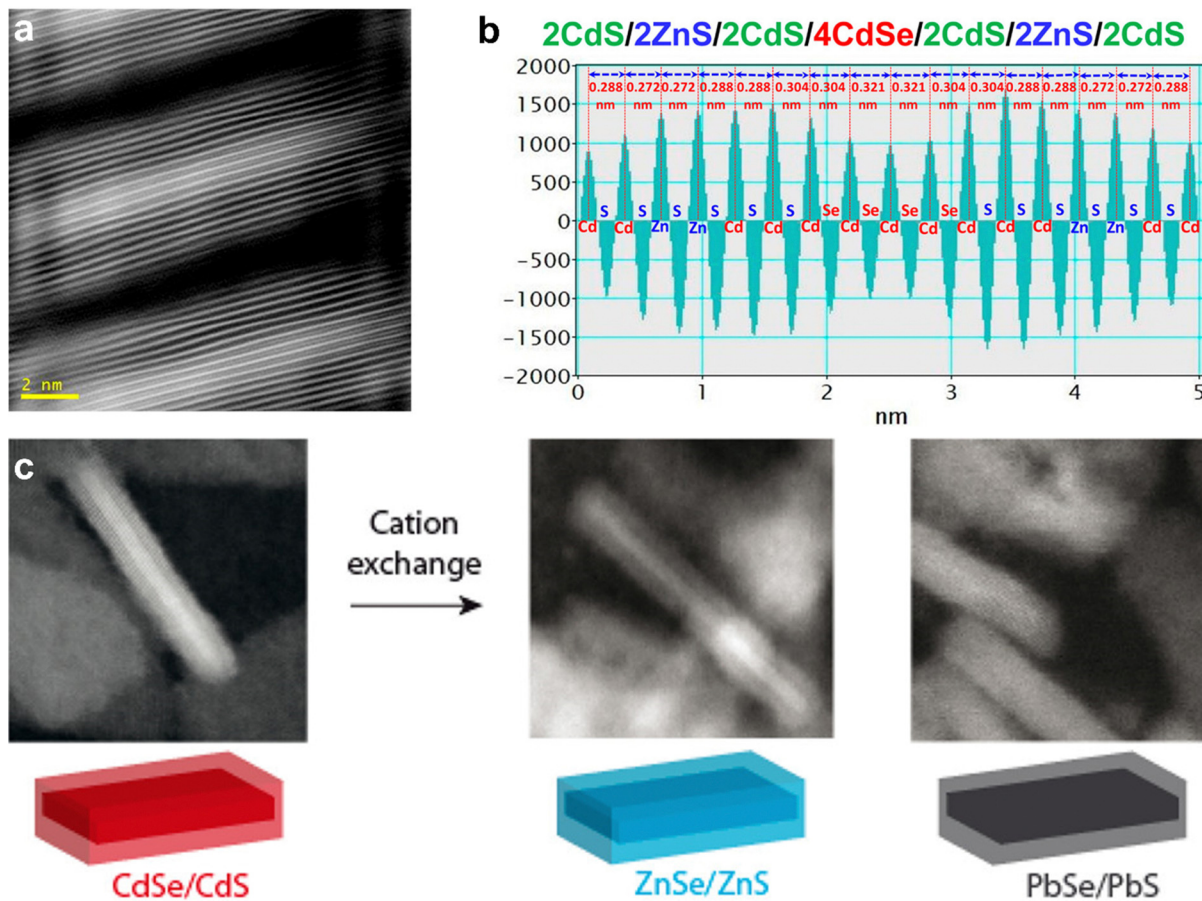 a
b
2CdS/2ZnS/2CdS/4CdSe/2CdS/2ZnS/2CdS
2000
0.288 0.272 0.272 0.288 0.288 0.304 0.304 0.321 0.321 0.304 0.304 0.288 0.288 0.272 0.272 0.288
1500
nm nm nm nm nm nm nm nm nm nm nm nm nm nm nm nm
1000
500
S S S S S S Se Se Se Se S S S S S S
0
Cd Cd Zn Zn Cd Cd Cd Cd Cd Cd Cd Cd Cd Zn Zn Cd Cd
-500
-1000
-1500
-2000
0 1 2 3 4 5
nm
2 nm
c
Cation
exchange
CdSe/CdS
ZnSe/ZnS
PbSe/PbS